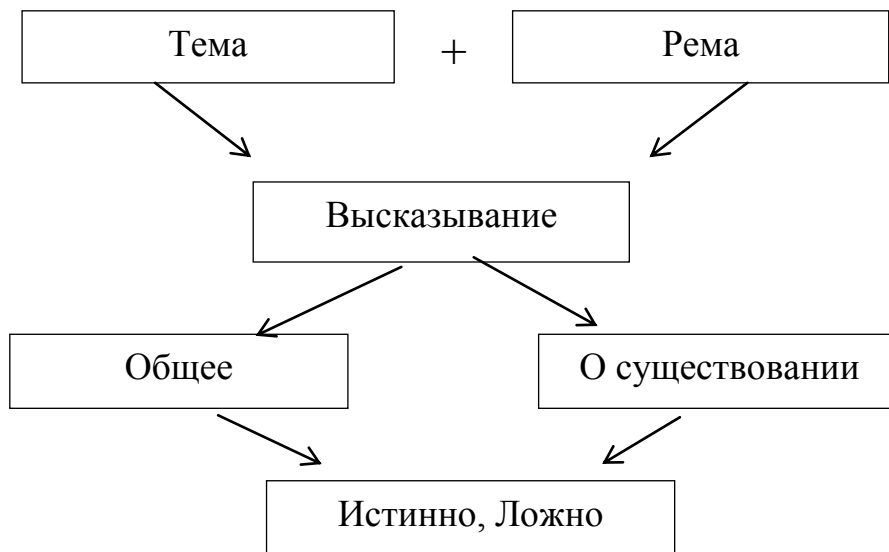 Тема + Рема
Высказывание
Общее О существовании
Истинно, Ложно